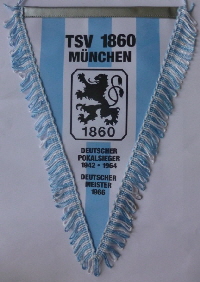 TSV 1860
MÜNCHEN
1860
DEUTSCHER
POKALSIEGER
1942 • 1964
DEUTSCHER
MEISTER
1966